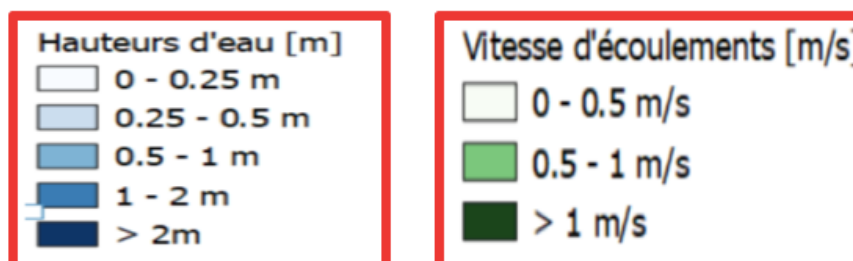 Hauteurs d'eau [m]
0 - 0.25 m
0.25 - 0.5 m
0.5 - 1 m
1 - 2 m
> 2m
Vitesse d'écoulements [m/s]
0 - 0.5 m/s
0.5 - 1 m/s
> 1 m/s